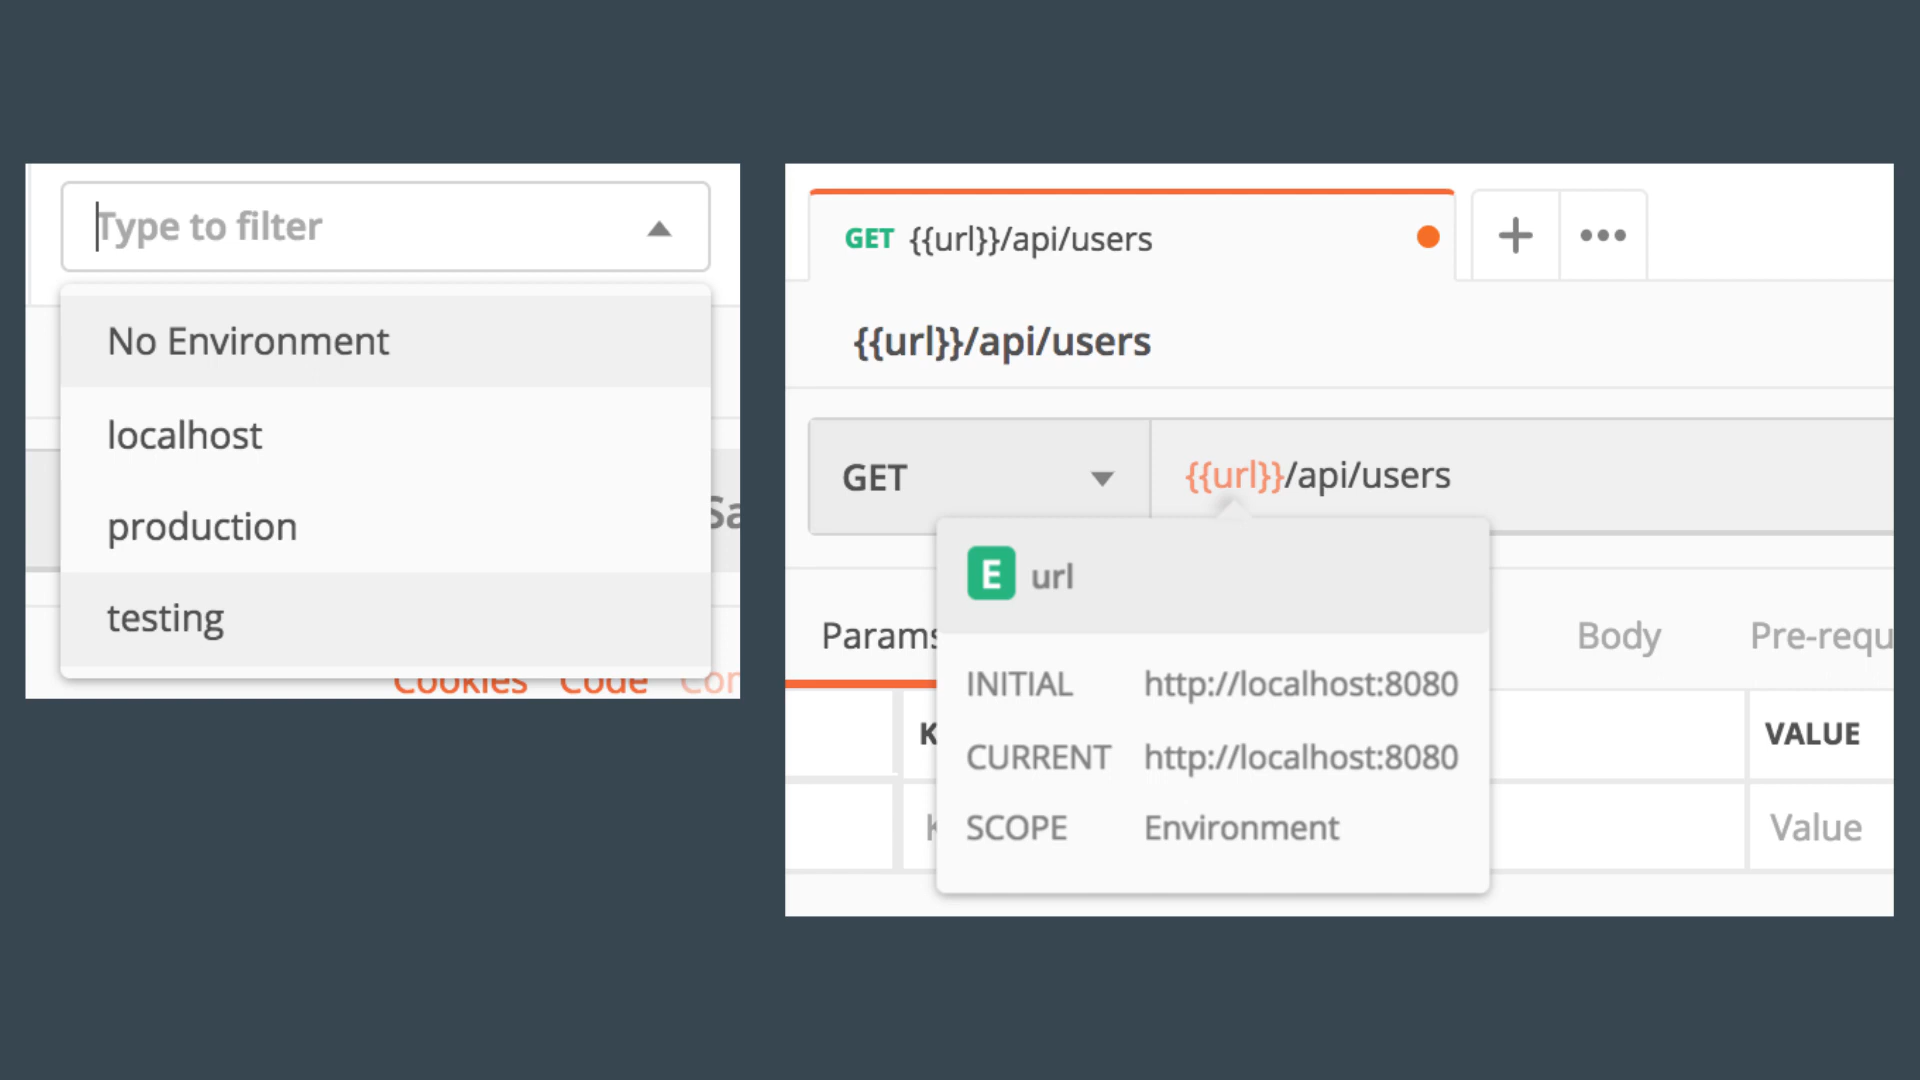 Type to filter
No Environment
localhost
production
testing
Cookies Code
GET {{url}}/api/users
{{url}}/api/users
GET {{url}}/api/users
E url
Params Body
INITIAL http://localhost:8080
CURRENT http://localhost:8080
SCOPE Environment
VALUE
Value